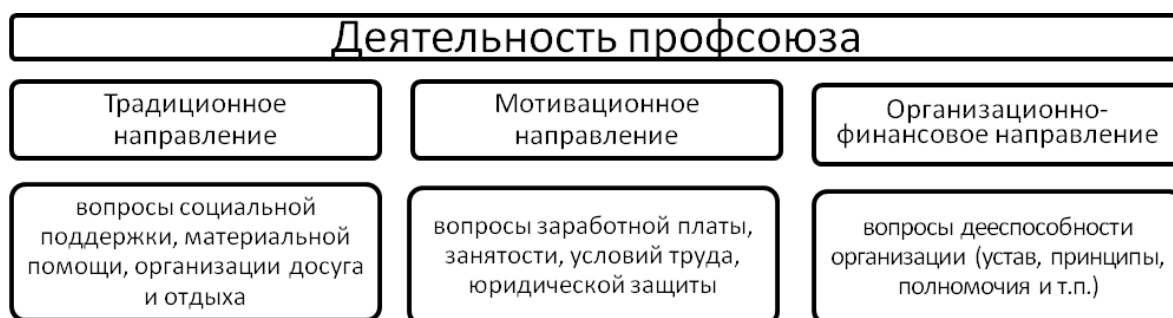 Деятельность профсоюза
Традиционное
направление
вопросы социальной
поддержки, материальной
помощи, организации досуга
и отдыха
Мотивационное
направление
вопросы заработной платы,
занятости, условий труда,
юридической защиты
Организационно-
финансовое направление
вопросы дееспособности
организации (устав, принципы,
полномочия и т.п.)